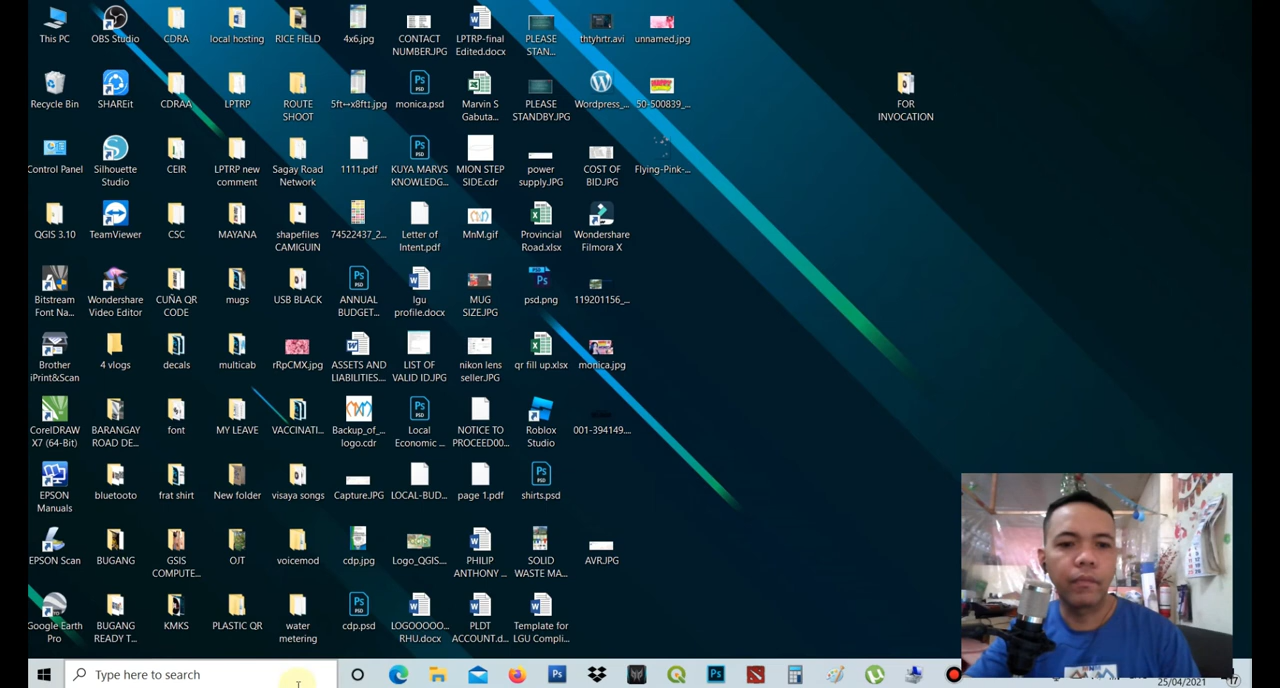 This PC
OBS Studio
CDRA
local hosting
RICE FIELD
4x6.jpg
CONTACT
NUMBER.JPG
LPTRP-final
Edited.docx
PLEASE
STAN...
thtyhrtr.avi
unnamed.jpg
Recycle Bin
SHAREit
CDRAA
LPTRP
ROUTE
SHOOT
5ft↔x8ft↕.jpg
monica.psd
Marvin S
Gabuta...
PLEASE
STANDBY.JPG
Wordpress_...
50-500839_...
FOR
INVOCATION
Control Panel
Silhouette
Studio
CEIR
LPTRP new
comment
Sagay Road
Network
1111.pdf
KUYA MARVS
KNOWLEDG...
MION STEP
SIDE.cdr
power
supply.JPG
COST OF
BID.JPG
Flying-Pink-...
QGIS 3.10
TeamViewer
CSC
MAYANA
shapefiles
CAMIGUIN
74522437_2...
Letter of
Intent.pdf
MnM.gif
Provincial
Road.xlsx
Wondershare
Filmora X
Bitstream
Font Na...
Wondershare
Video Editor
CUÑA QR
CODE
mugs
USB BLACK
ANNUAL
BUDGET...
lgu
profile.docx
MUG
SIZE.JPG
psd.png
119201156_...
Brother
iPrint&Scan
4 vlogs
decals
multicab
rRpCMX.jpg
ASSETS AND
LIABILITIES...
LIST OF
VALID ID.JPG
nikon lens
seller.JPG
qr fill up.xlsx
monica.jpg
CorelDRAW
X7 (64-Bit)
BARANGAY
ROAD DE...
font
MY LEAVE
VACCINATI...
Backup_of_...
logo.cdr
Local
Economic ...
NOTICE TO
PROCEED00...
Roblox
Studio
001-394149....
EPSON
Manuals
bluetooto
frat shirt
New folder
visaya songs
Capture.JPG
LOCAL-BUD...
page 1.pdf
shirts.psd
EPSON Scan
BUGANG
GSIS
COMPUTE...
OJT
voicemod
cdp.jpg
Logo_QGIS...
PHILIP
ANTHONY ...
SOLID
WASTE MA...
AVR.JPG
Google Earth
Pro
BUGANG
READY T...
KMKS
PLASTIC QR
water
metering
cdp.psd
LOGOOOOO...
RHU.docx
PLDT
ACCOUNT.d...
Template for
LGU Compli...
Type here to search
25/04/2021
17